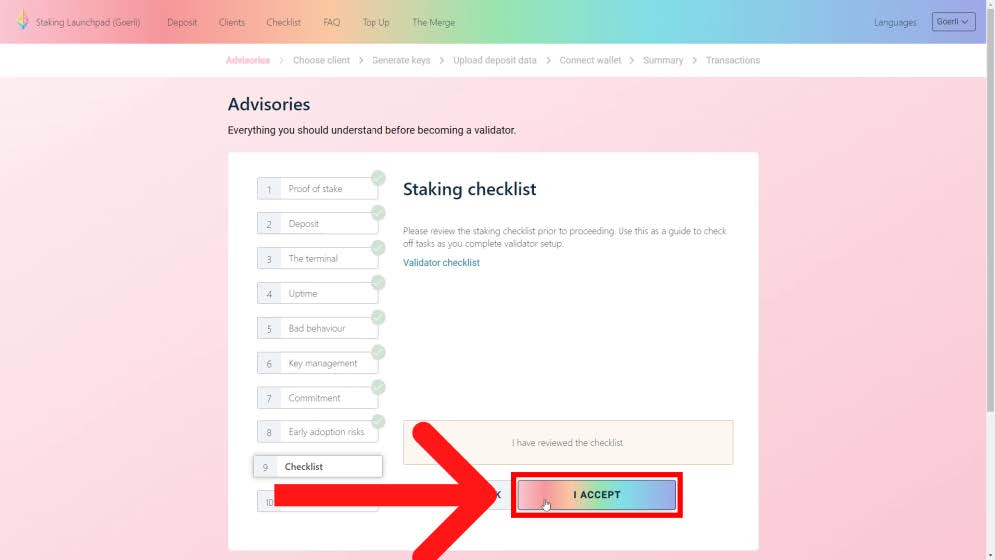 Staking Launchpad (Goerli) Deposit Clients Checklist FAQ Top Up The Merge Languages Goerli
Advisories Choose client Generate keys Upload deposit data Connect wallet Summary Transactions
Advisories
Everything you should understand before becoming a validator.
1 Proof of stake
2 Deposit
3 The terminal
4 Uptime
5 Bad behaviour
6 Key management
7 Commitment
8 Early adoption risks
9 Checklist
10
Staking checklist
Please review the staking checklist prior to proceeding. Use this as a guide to check
off tasks as you complete validator setup.
Validator checklist
I have reviewed the checklist
K
I ACCEPT